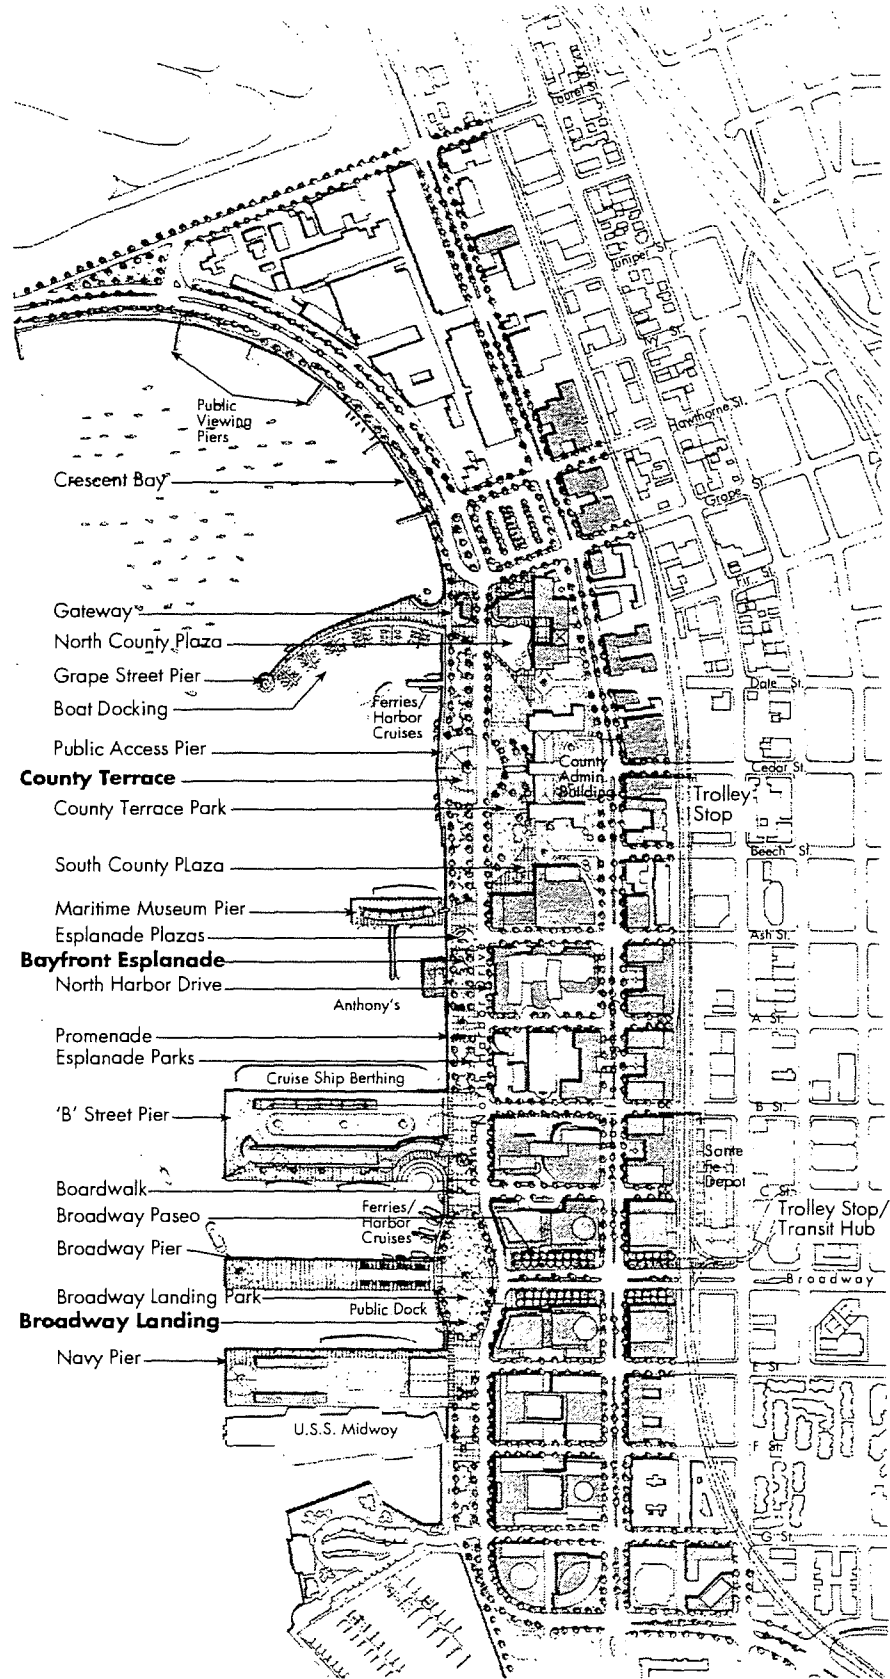 Laurel St.
Juniper St.
Hawthorne St.
Grape St.
Public
Viewing
Piers
Crescent Bay
Fir St.
Gateway
North County Plaza
Grape Street Pier
Date St.
Boat Docking
Ferries/
Harbor
Cruises
Public Access Pier
County
Admin
Building
Cedar St.
County Terrace
County Terrace Park
Trolley
Stop
Beech St.
South County PLaza
Maritime Museum Pier
Esplanade Plazas
Ash St.
Bayfront Esplanade
North Harbor Drive
North Harbor Drive
Anthony's
A St.
Promenade
Esplanade Parks
Cruise Ship Berthing
'B' Street Pier
B St.
Sante
Fe
Depot
Boardwalk
C St.
Broadway Paseo
Ferries/
Harbor
Cruises
Trolley Stop/
Transit Hub
Broadway Pier
Broadway
Broadway Landing Park
Public Dock
Broadway Landing
Navy Pier
E St.
U.S.S. Midway
F St.
G St.